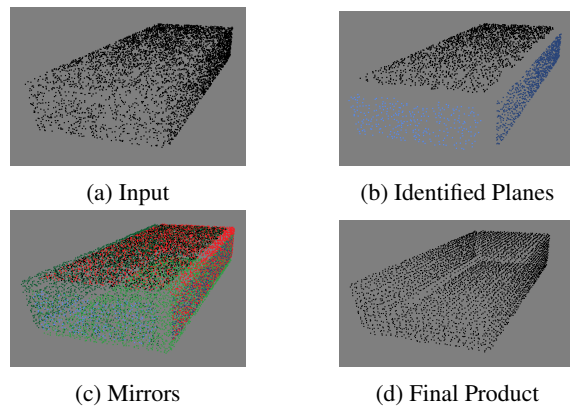 (a) Input
(b) Identified Planes
(c) Mirrors
(d) Final Product